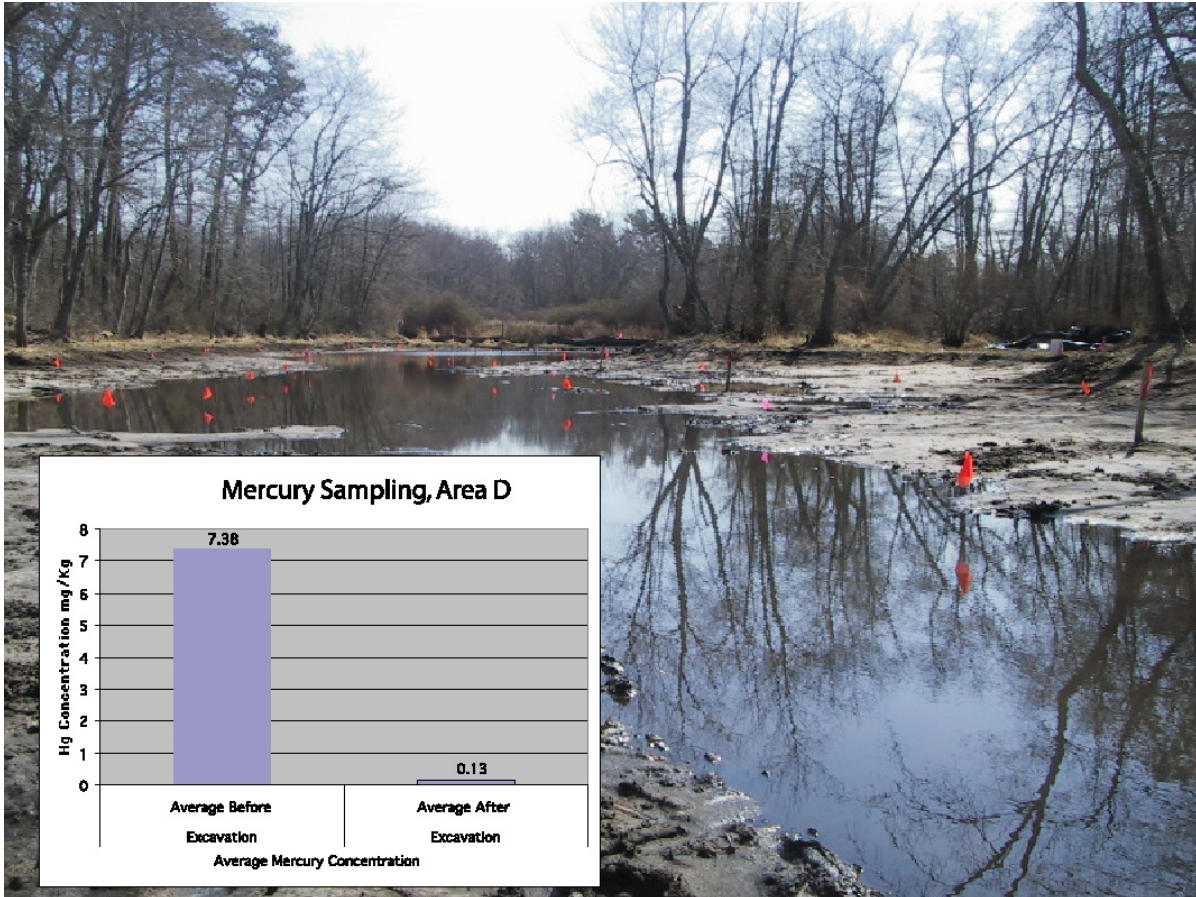 Mercury Sampling, Area D
Hg Concentration mg/Kg
8
7
6
5
4
3
2
1
0
7.38
0.13
Average Before
Excavation
Average After
Excavation
Average Mercury Concentration